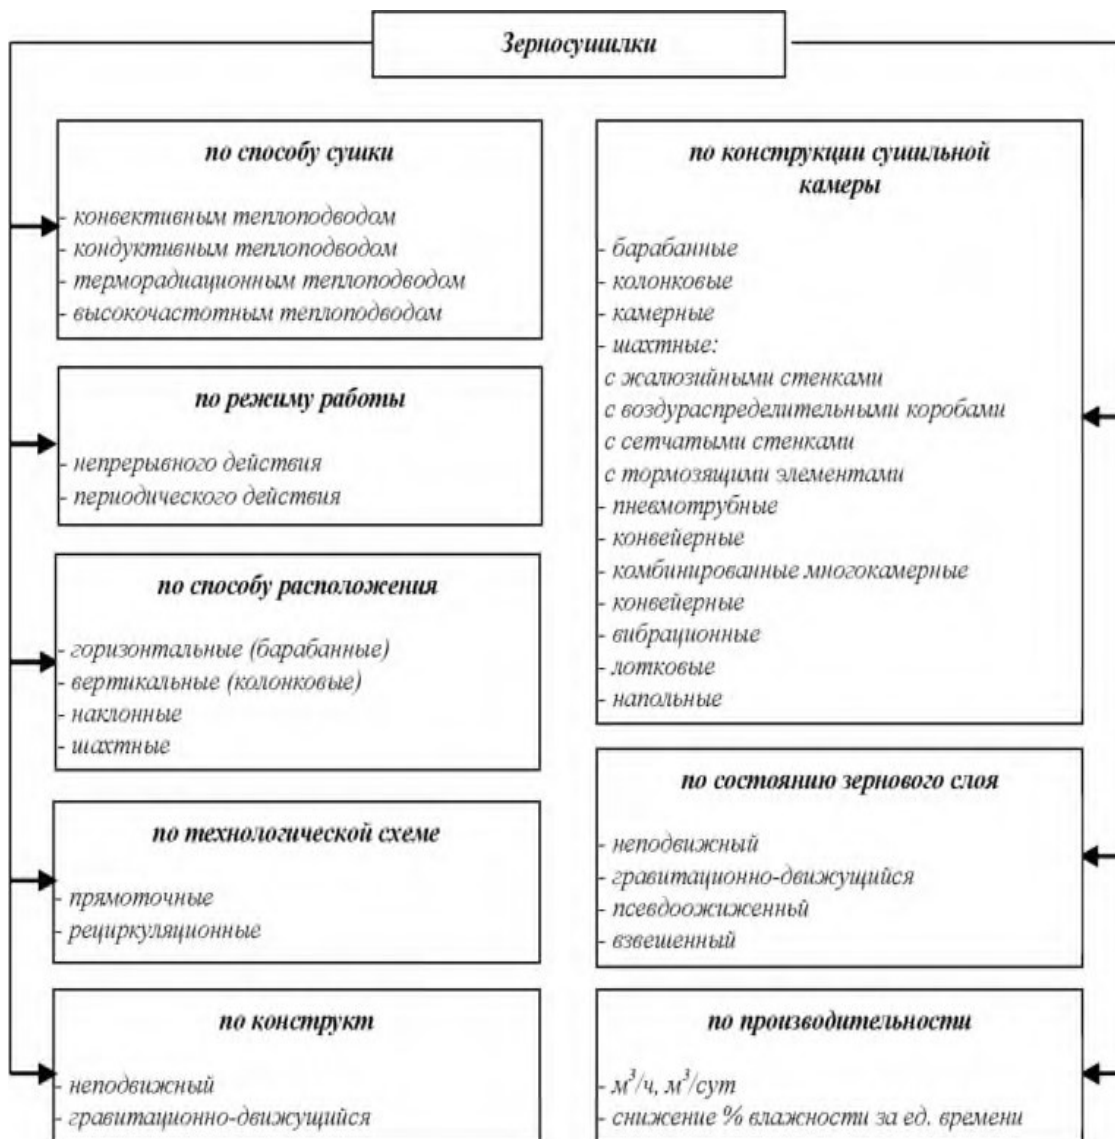 Зерносушилки
по способу сушки
- конвективным теплоподводом
- кондуктивным теплоподводом
- терморадиационным теплоподводом
- высокочастотным теплоподводом
по режиму работы
- непрерывного действия
- периодического действия
по способу расположения
- горизонтальные (барабанные)
- вертикальные (колонковые)
- наклонные
- шахтные
по технологической схеме
- прямоточные
- рециркуляционные
по конструкт
- неподвижный
- гравитационно-движущийся
по конструкции сушильной
камеры
- барабанные
- колонковые
- камерные
- шахтные:
с жалюзийными стенками
с воздураспределительными коробами
с сетчатыми стенками
с тормозящими элементами
- пневмотрубные
- конвейерные
- комбинированные многокамерные
- конвейерные
- вибрационные
- лотковые
- напольные
по состоянию зернового слоя
- неподвижный
- гравитационно-движущийся
- псевдоожиженньй
- взвешенный
по производительности
- м³/ч, м³/сут
- снижение % влажности за ед. времени